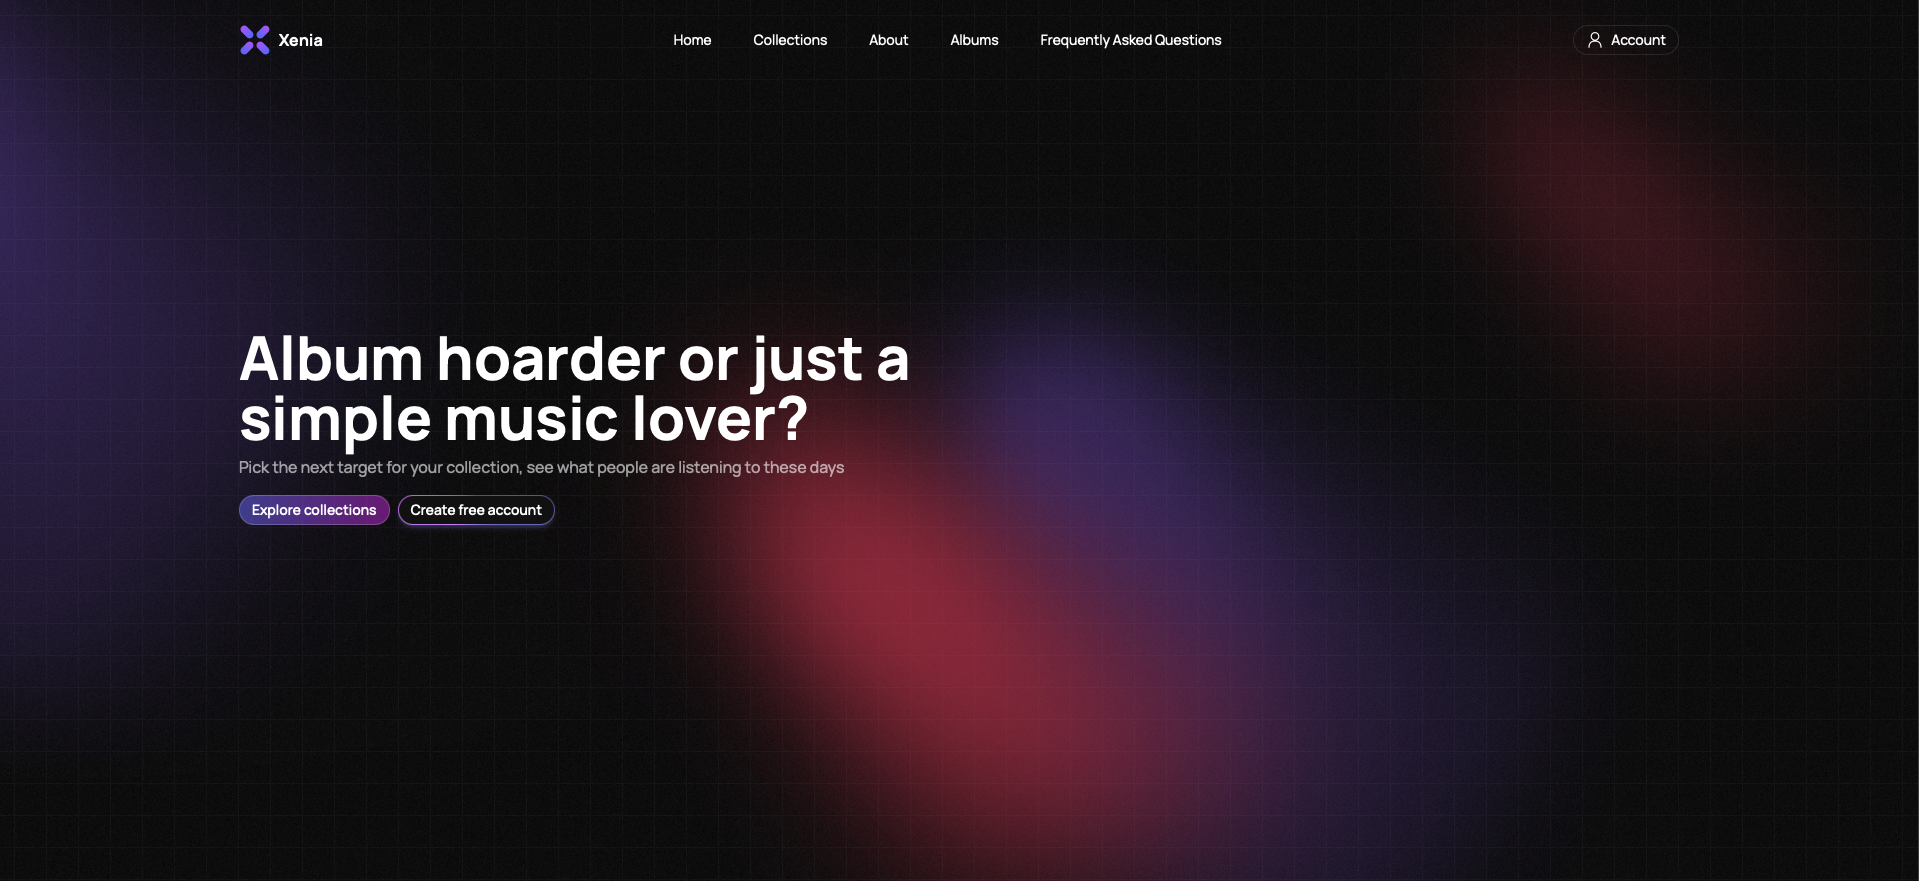 Xenia
Home
Collections
About
Albums
Frequently Asked Questions
Account
Album hoarder or just a
simple music lover?
Pick the next target for your collection, see what people are listening to these days
Explore collections
Create free account